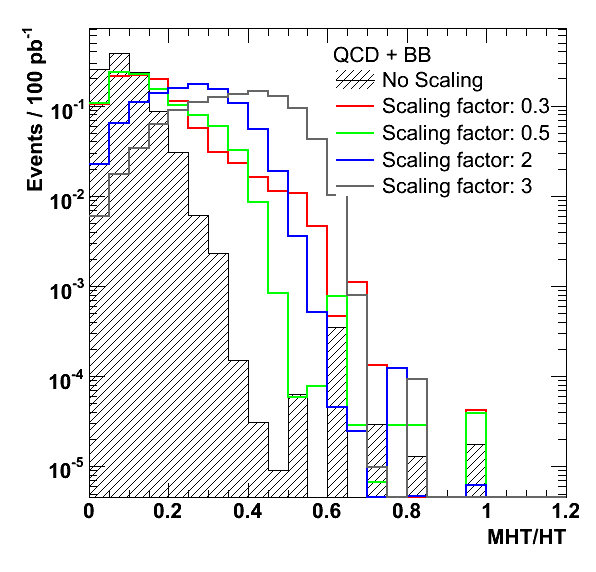 QCD + BB
No Scaling
Scaling factor: 0.3
Scaling factor: 0.5
Scaling factor: 2
Scaling factor: 3
Events / 100 pb⁻¹
10⁻¹
10⁻²
10⁻³
10⁻⁴
10⁻⁵
0 0.2 0.4 0.6 0.8 1 1.2
MHT/HT